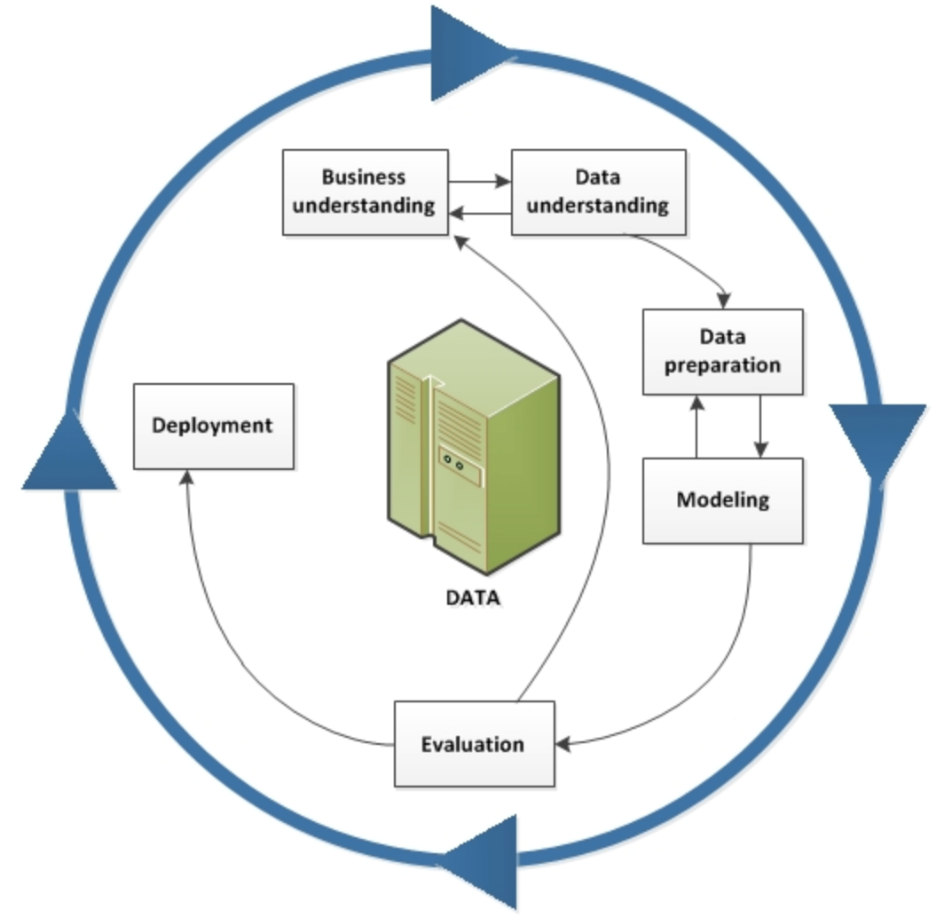 Business
understanding
Data
understanding
Data
preparation
Deployment
Modeling
DATA
Evaluation